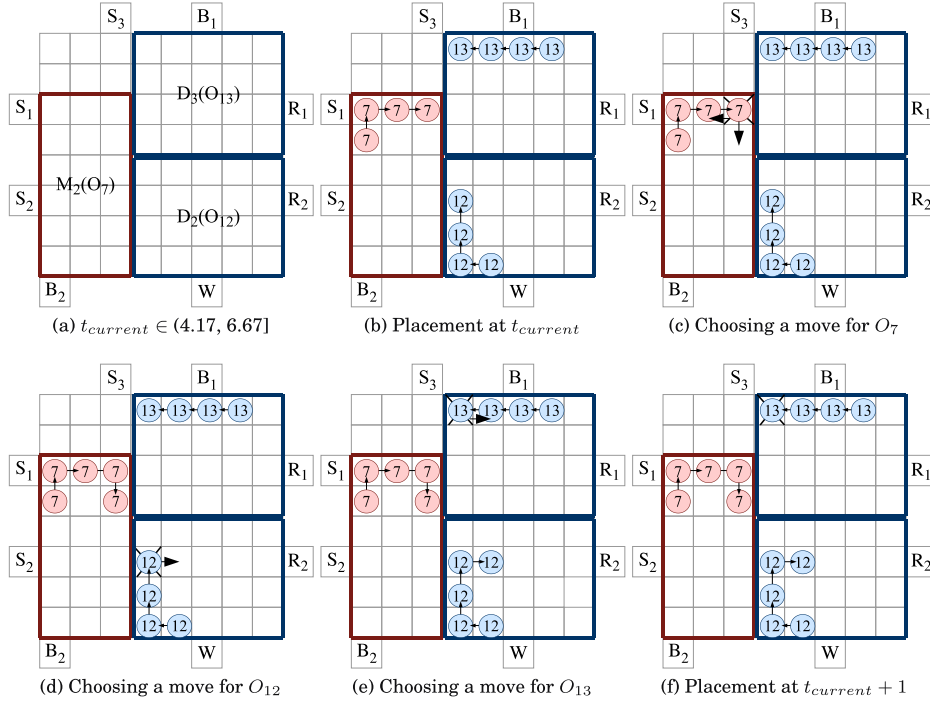 S3 B1 S3 B1 S3 B1
13 13 13 13 13 13 13 13
D3(O13)
S1 R1 S1 7 7 7 R1 S1 7 7 7 R1
7 7
M2(O7)
S2 D2(O12) R2 S2 12 R2 S2 12 R2
12 12
12 12 12 12
B2 W B2 W B2 W
(a) tcurrent ∈ (4.17, 6.67] (b) Placement at tcurrent (c) Choosing a move for O7
S3 B1 S3 B1 S3 B1
13 13 13 13 13 13 13 13 13 13 13 13
S1 7 7 7 R1 S1 7 7 7 R1 S1 7 7 7 R1
7 7 7 7 7 7
S2 12 R2 S2 12 12 R2 S2 12 12 R2
12 12 12
12 12 12 12 12 12
B2 W B2 W B2 W
(d) Choosing a move for O12 (e) Choosing a move for O13 (f) Placement at tcurrent + 1